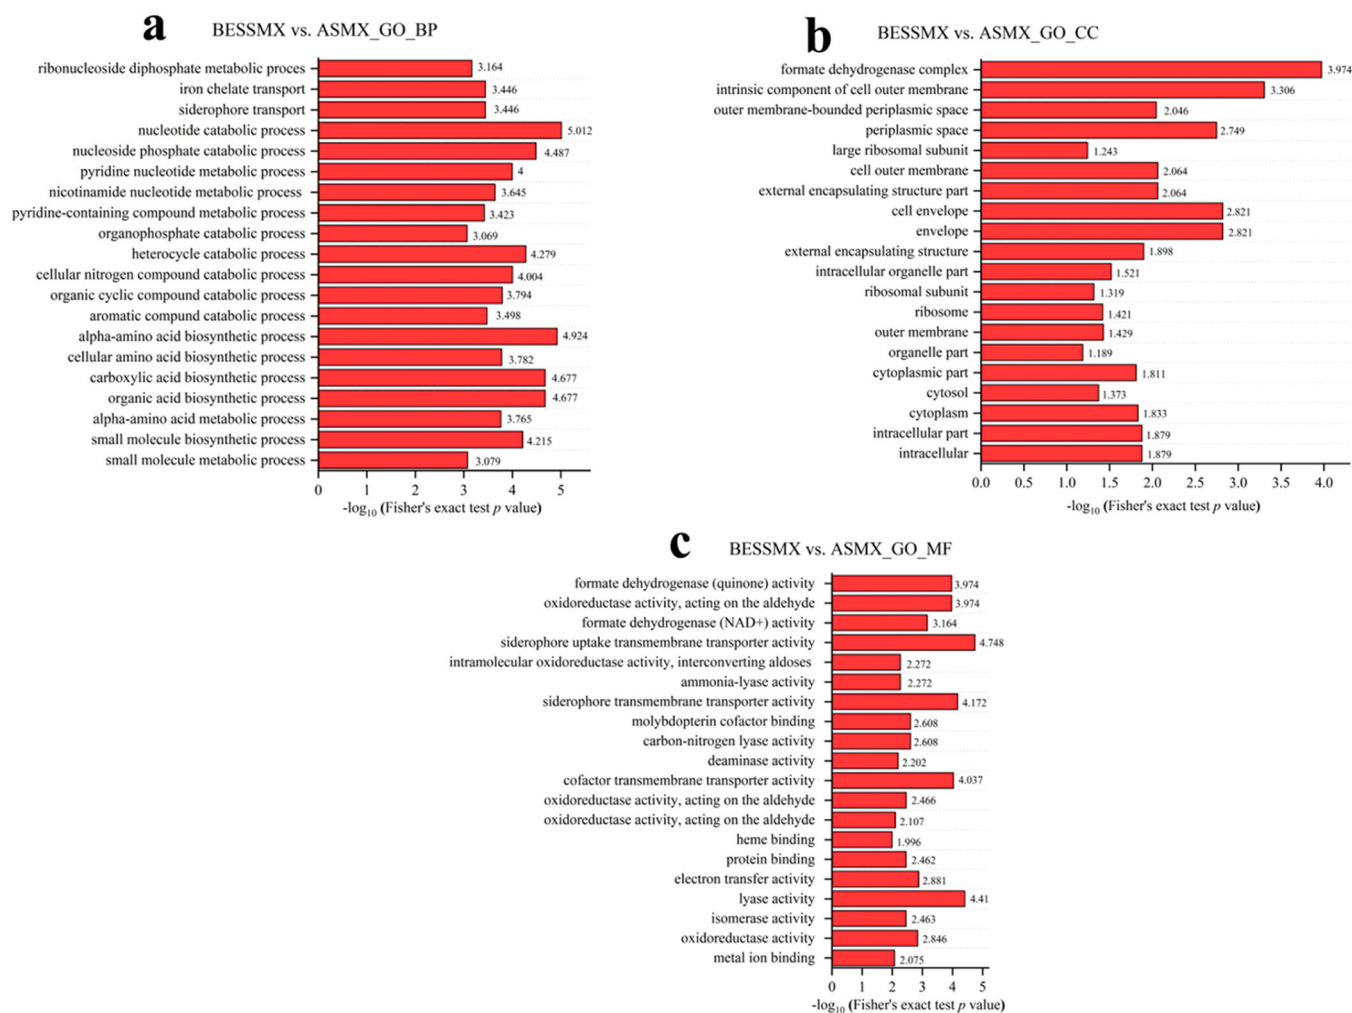 a
BESSMX vs. ASMX_GO_BP
ribonucleoside diphosphate metabolic proces 3.164
iron chelate transport 3.446
siderophore transport 3.446
nucleotide catabolic process 5.012
nucleoside phosphate catabolic process 4.487
pyridine nucleotide metabolic process 4
nicotinamide nucleotide metabolic process 3.645
pyridine-containing compound metabolic process 3.423
organophosphate catabolic process 3.069
heterocycle catabolic process 4.279
cellular nitrogen compound catabolic process 4.004
organic cyclic compound catabolic process 3.794
aromatic compund catabolic process 3.498
alpha-amino acid biosynthetic process 4.924
cellular amino acid biosynthetic process 3.782
carboxylic acid biosynthetic process 4.677
organic acid biosynthetic process 4.677
alpha-amino acid metabolic process 3.765
small molecule biosynthetic process 4.215
small molecule metabolic process 3.079
0 1 2 3 4 5
-log10 (Fisher's exact test p value)
b
BESSMX vs. ASMX_GO_CC
formate dehydrogenase complex 3.974
intrinsic component of cell outer membrane 3.306
outer membrane-bounded periplasmic space 2.046
periplasmic space 2.749
large ribosomal subunit 1.243
cell outer membrane 2.064
external encapsulating structure part 2.064
cell envelope 2.821
envelope 2.821
external encapsulating structure 1.898
intracellular organelle part 1.521
ribosomal subunit 1.319
ribosome 1.421
outer membrane 1.429
organelle part 1.189
cytoplasmic part 1.811
cytosol 1.373
cytoplasm 1.833
intracellular part 1.879
intracellular 1.879
0.0 0.5 1.0 1.5 2.0 2.5 3.0 3.5 4.0
-log10 (Fisher's exact test p value)
c
BESSMX vs. ASMX_GO_MF
formate dehydrogenase (quinone) activity 3.974
oxidoreductase activity, acting on the aldehyde 3.974
formate dehydrogenase (NAD+) activity 3.164
siderophore uptake transmembrane transporter activity 4.748
intramolecular oxidoreductase activity, interconverting aldoses 2.272
ammonia-lyase activity 2.272
siderophore transmembrane transporter activity 4.172
molybdopterin cofactor binding 2.608
carbon-nitrogen lyase activity 2.608
deaminase activity 2.202
cofactor transmembrane transporter activity 4.037
oxidoreductase activity, acting on the aldehyde 2.466
oxidoreductase activity, acting on the aldehyde 2.107
heme binding 1.996
protein binding 2.462
electron transfer activity 2.881
lyase activity 4.41
isomerase activity 2.463
oxidoreductase activity 2.846
metal ion binding 2.075
0 1 2 3 4 5
-log10 (Fisher's exact test p value)